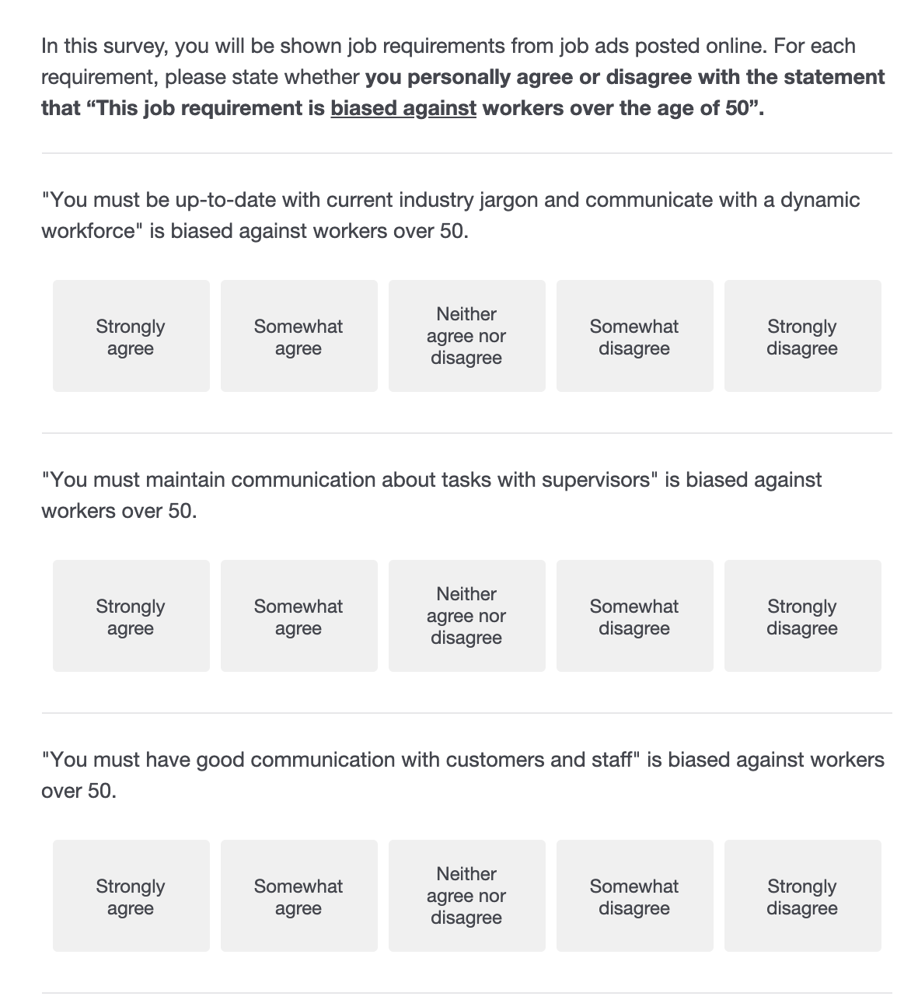 In this survey, you will be shown job requirements from job ads posted online. For each
requirement, please state whether you personally agree or disagree with the statement
that “This job requirement is biased against workers over the age of 50”.
"You must be up-to-date with current industry jargon and communicate with a dynamic
workforce" is biased against workers over 50.
Strongly
agree
Somewhat
agree
Neither
agree nor
disagree
Somewhat
disagree
Strongly
disagree
"You must maintain communication about tasks with supervisors" is biased against
workers over 50.
Strongly
agree
Somewhat
agree
Neither
agree nor
disagree
Somewhat
disagree
Strongly
disagree
"You must have good communication with customers and staff" is biased against workers
over 50.
Strongly
agree
Somewhat
agree
Neither
agree nor
disagree
Somewhat
disagree
Strongly
disagree